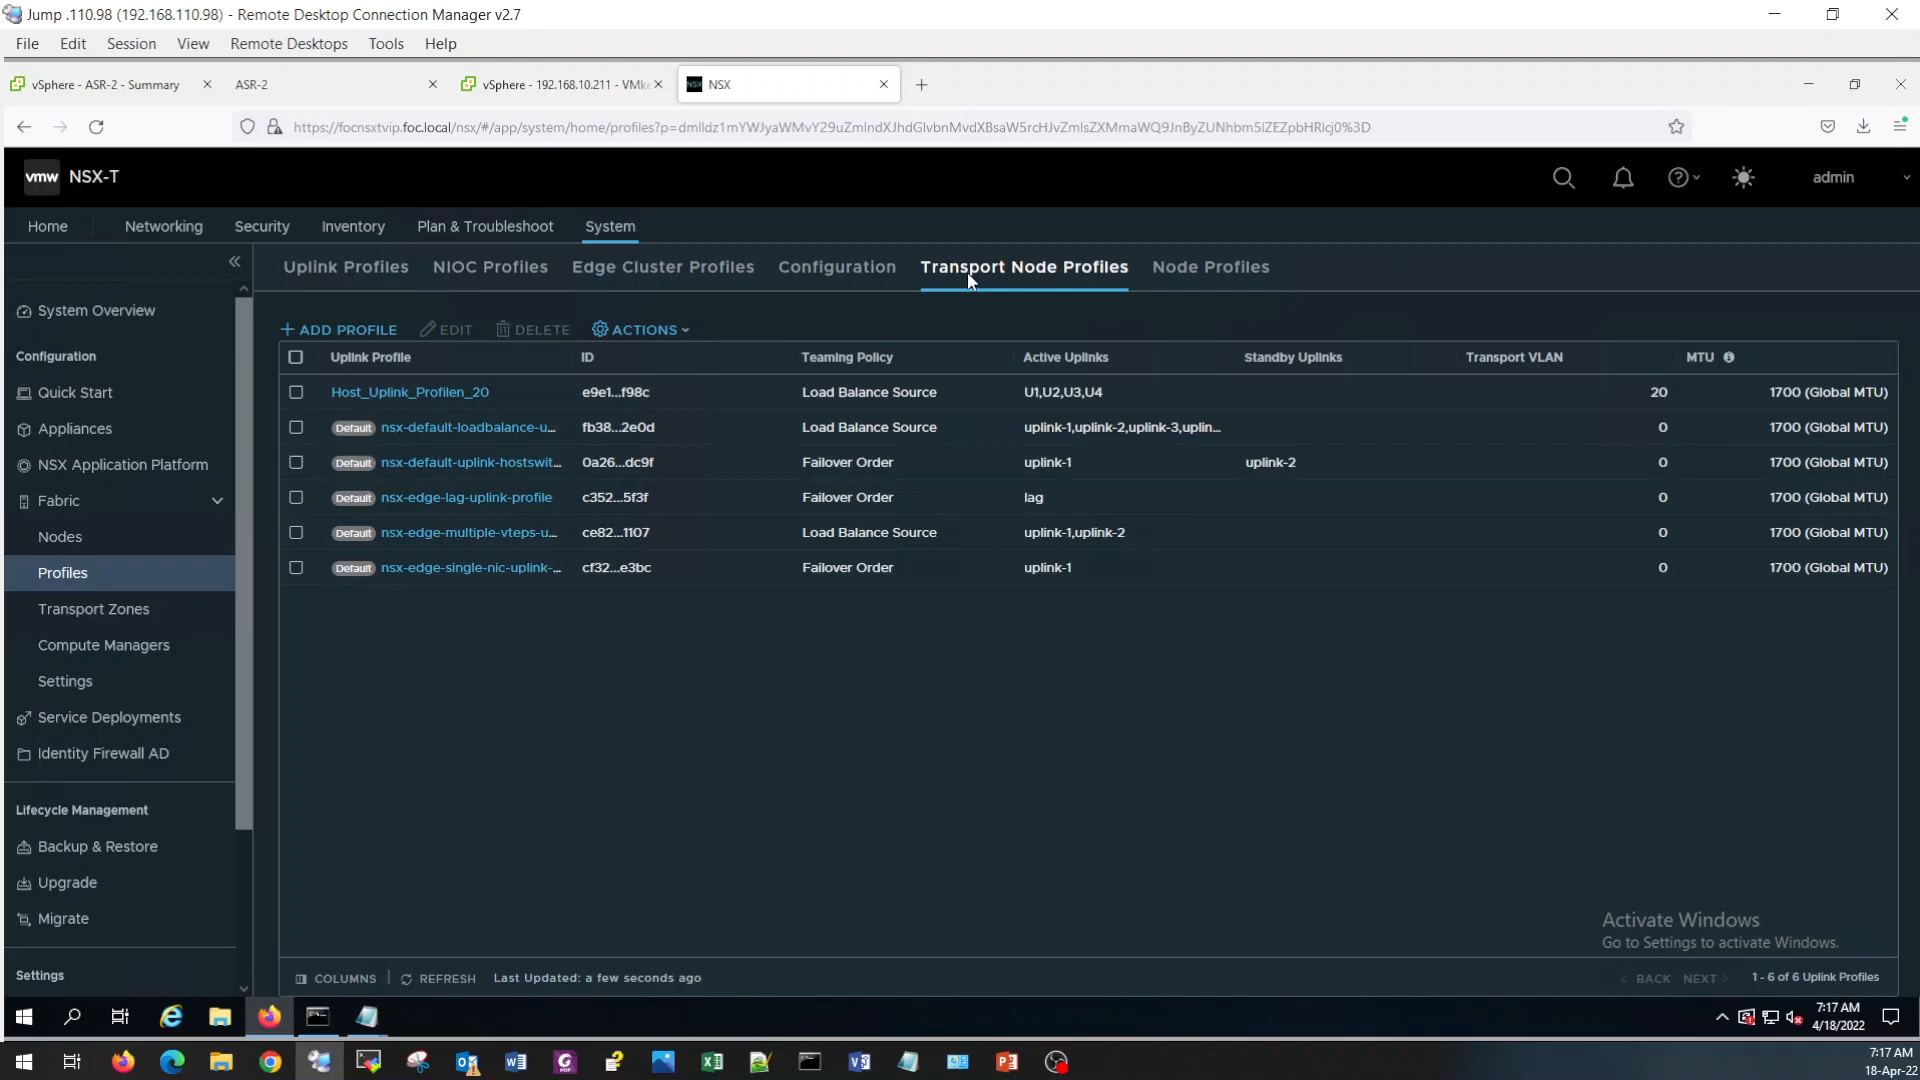 Jump .110.98 (192.168.110.98) - Remote Desktop Connection Manager v2.7
File Edit Session View Remote Desktops Tools Help
vSphere - ASR-2 - Summary ASR-2 vSphere - 192.168.10.211 - VMke NSX
vmw NSX-T admin
Home Networking Security Inventory Plan & Troubleshoot System
Uplink Profiles NIOC Profiles Edge Cluster Profiles Configuration Transport Node Profiles Node Profiles
System Overview
Configuration
Quick Start
Appliances
NSX Application Platform
Fabric
Nodes
Profiles
Transport Zones
Compute Managers
Settings
Service Deployments
Identity Firewall AD
Lifecycle Management
Backup & Restore
Upgrade
Migrate
Settings
+ ADD PROFILE EDIT DELETE ACTIONS
Uplink Profile ID Teaming Policy Active Uplinks Standby Uplinks Transport VLAN MTU
Host_Uplink_Profilen_20 e9e1...f98c Load Balance Source U1,U2,U3,U4 20 1700 (Global MTU)
Default nsx-default-loadbalance-u... fb38...2e0d Load Balance Source uplink-1,uplink-2,uplink-3,uplin... 0 1700 (Global MTU)
Default nsx-default-uplink-hostswit... 0a26...dc9f Failover Order uplink-1 uplink-2 0 1700 (Global MTU)
Default nsx-edge-lag-uplink-profile c352...5f3f Failover Order lag 0 1700 (Global MTU)
Default nsx-edge-multiple-vteps-u... ce82...1107 Load Balance Source uplink-1,uplink-2 0 1700 (Global MTU)
Default nsx-edge-single-nic-uplink-... cf32...e3bc Failover Order uplink-1 0 1700 (Global MTU)
Activate Windows
Go to Settings to activate Windows.
COLUMNS REFRESH Last Updated: a few seconds ago BACK NEXT 1 - 6 of 6 Uplink Profiles
7:17 AM
4/18/2022
7:17 AM
18-Apr-22